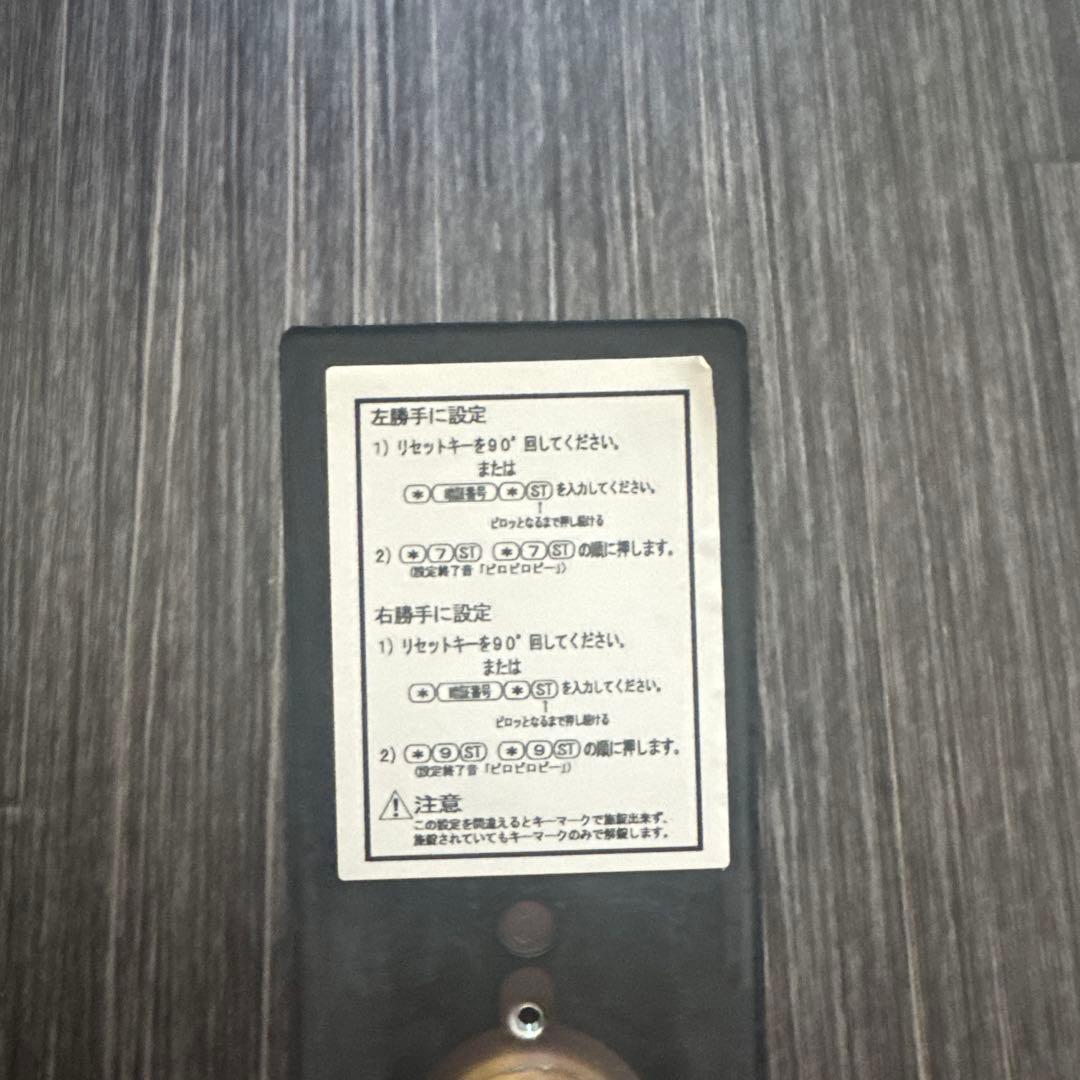 左勝手に設定
1) リセットキーを90°回してください。
または
* 暗証番号 * ST を入力してください。
↑
ピロッとなるまで押し続ける
2) * 7 ST * 7 ST の順に押します。
(設定終了音「ピロピロピー」)
右勝手に設定
1) リセットキーを90°回してください。
または
* 暗証番号 * ST を入力してください。
↑
ピロッとなるまで押し続ける
2) * 9 ST * 9 ST の順に押します。
(設定終了音「ピロピロピー」)
⚠注意
この設定を間違えるとキーマークで施錠出来ず、
施錠されていてもキーマークのみで解錠します。